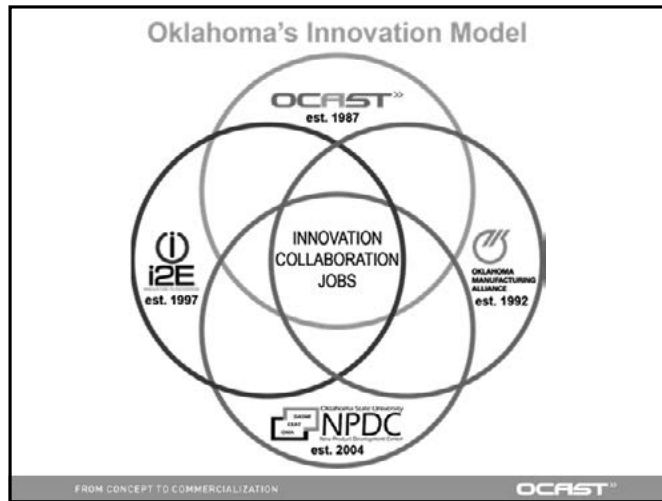 Oklahoma's Innovation Model
OCAST»
est. 1987
INNOVATION
COLLABORATION
JOBS
i2E
est. 1997
OKLAHOMA
MANUFACTURING
ALLIANCE
est. 1992
Oklahoma State University
NPDC
New Product Development Center
est. 2004
FROM CONCEPT TO COMMERCIALIZATION
OCAST»